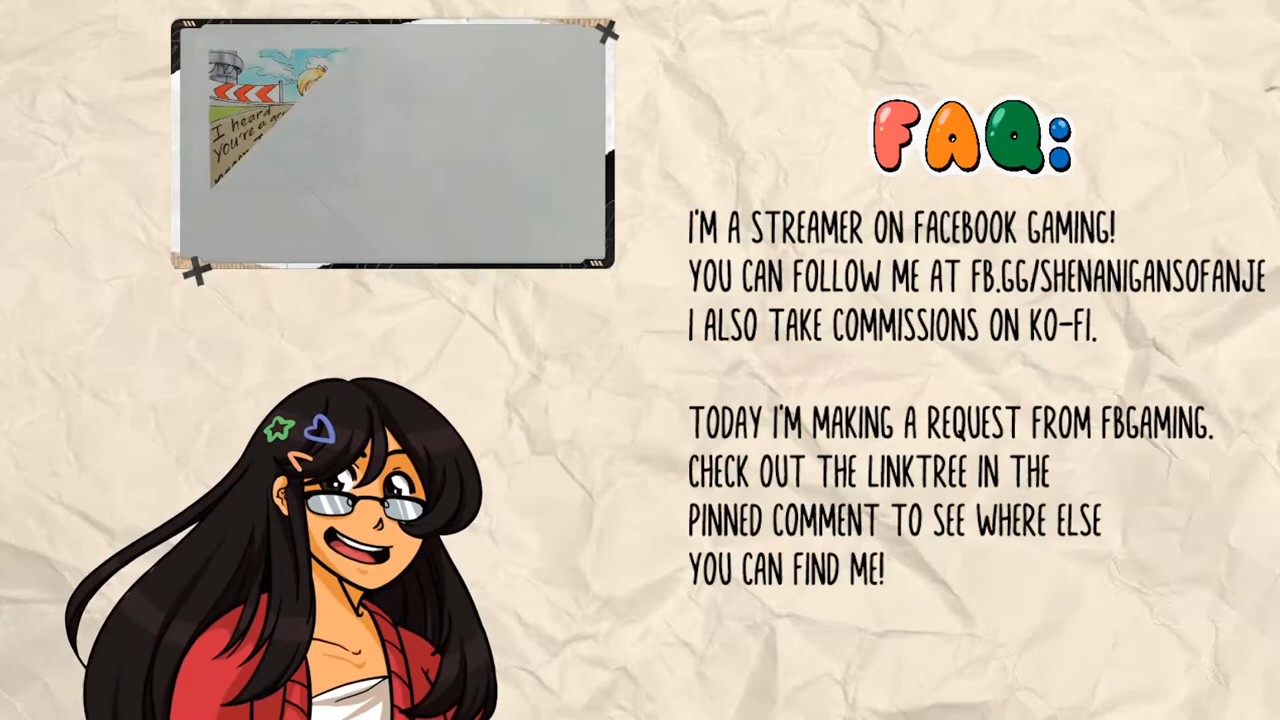 I heard
You're a
FAQ:
I'M A STREAMER ON FACEBOOK GAMING!
YOU CAN FOLLOW ME AT FB.GG/SHENANIGANSOFANJE
I ALSO TAKE COMMISSIONS ON KO-FI.
TODAY I'M MAKING A REQUEST FROM FBGAMING.
CHECK OUT THE LINKTREE IN THE
PINNED COMMENT TO SEE WHERE ELSE
YOU CAN FIND ME!